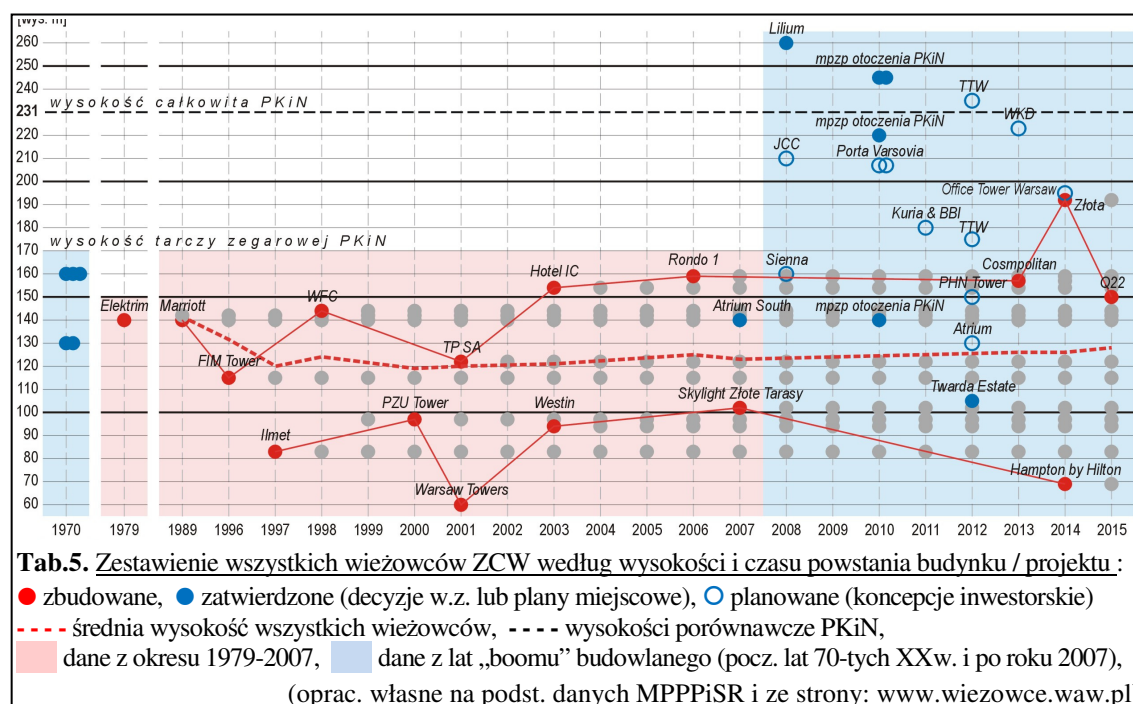 [wys. m]
Lilium
260
mpzp otoczenia PKiN
250
TTW
240
wysokość całkowita PKiN
231
WKD
mpzp otoczenia PKiN
220
JCC
Porta Varsovia
210
200
Office Tower Warsaw
190
Złota
Kuria & BBI
180
TTW
wysokość tarczy zegarowej PKiN
170
Hotel IC
Rondo 1
Sienna
Cosmpolitan
160
PHN Tower
Q22
150
Elektrim
Marriott
WFC
Atrium South
mpzp otoczenia PKiN
140
Atrium
130
FIM Tower
TP SA
120
110
Twarda Estate
Skylight Złote Tarasy
100
PZU Tower
Westin
90
Ilmet
80
Hampton by Hilton
70
Warsaw Towers
60
1970 1979 1989 1996 1997 1998 1999 2000 2001 2002 2003 2004 2005 2006 2007 2008 2010 2011 2012 2013 2014 2015
Tab.5. Zestawienie wszystkich wieżowców ZCW według wysokości i czasu powstania budynku / projektu :
zbudowane, zatwierdzone (decyzje w.z. lub plany miejscowe), planowane (koncepcje inwestorskie)
średnia wysokość wszystkich wieżowców, wysokości porównawcze PKiN,
dane z okresu 1979-2007, dane z lat „boomu” budowlanego (pocz. lat 70-tych XXw. i po roku 2007),
(oprac. własne na podst. danych MPPPiSR i ze strony: www.wiezowce.waw.pl